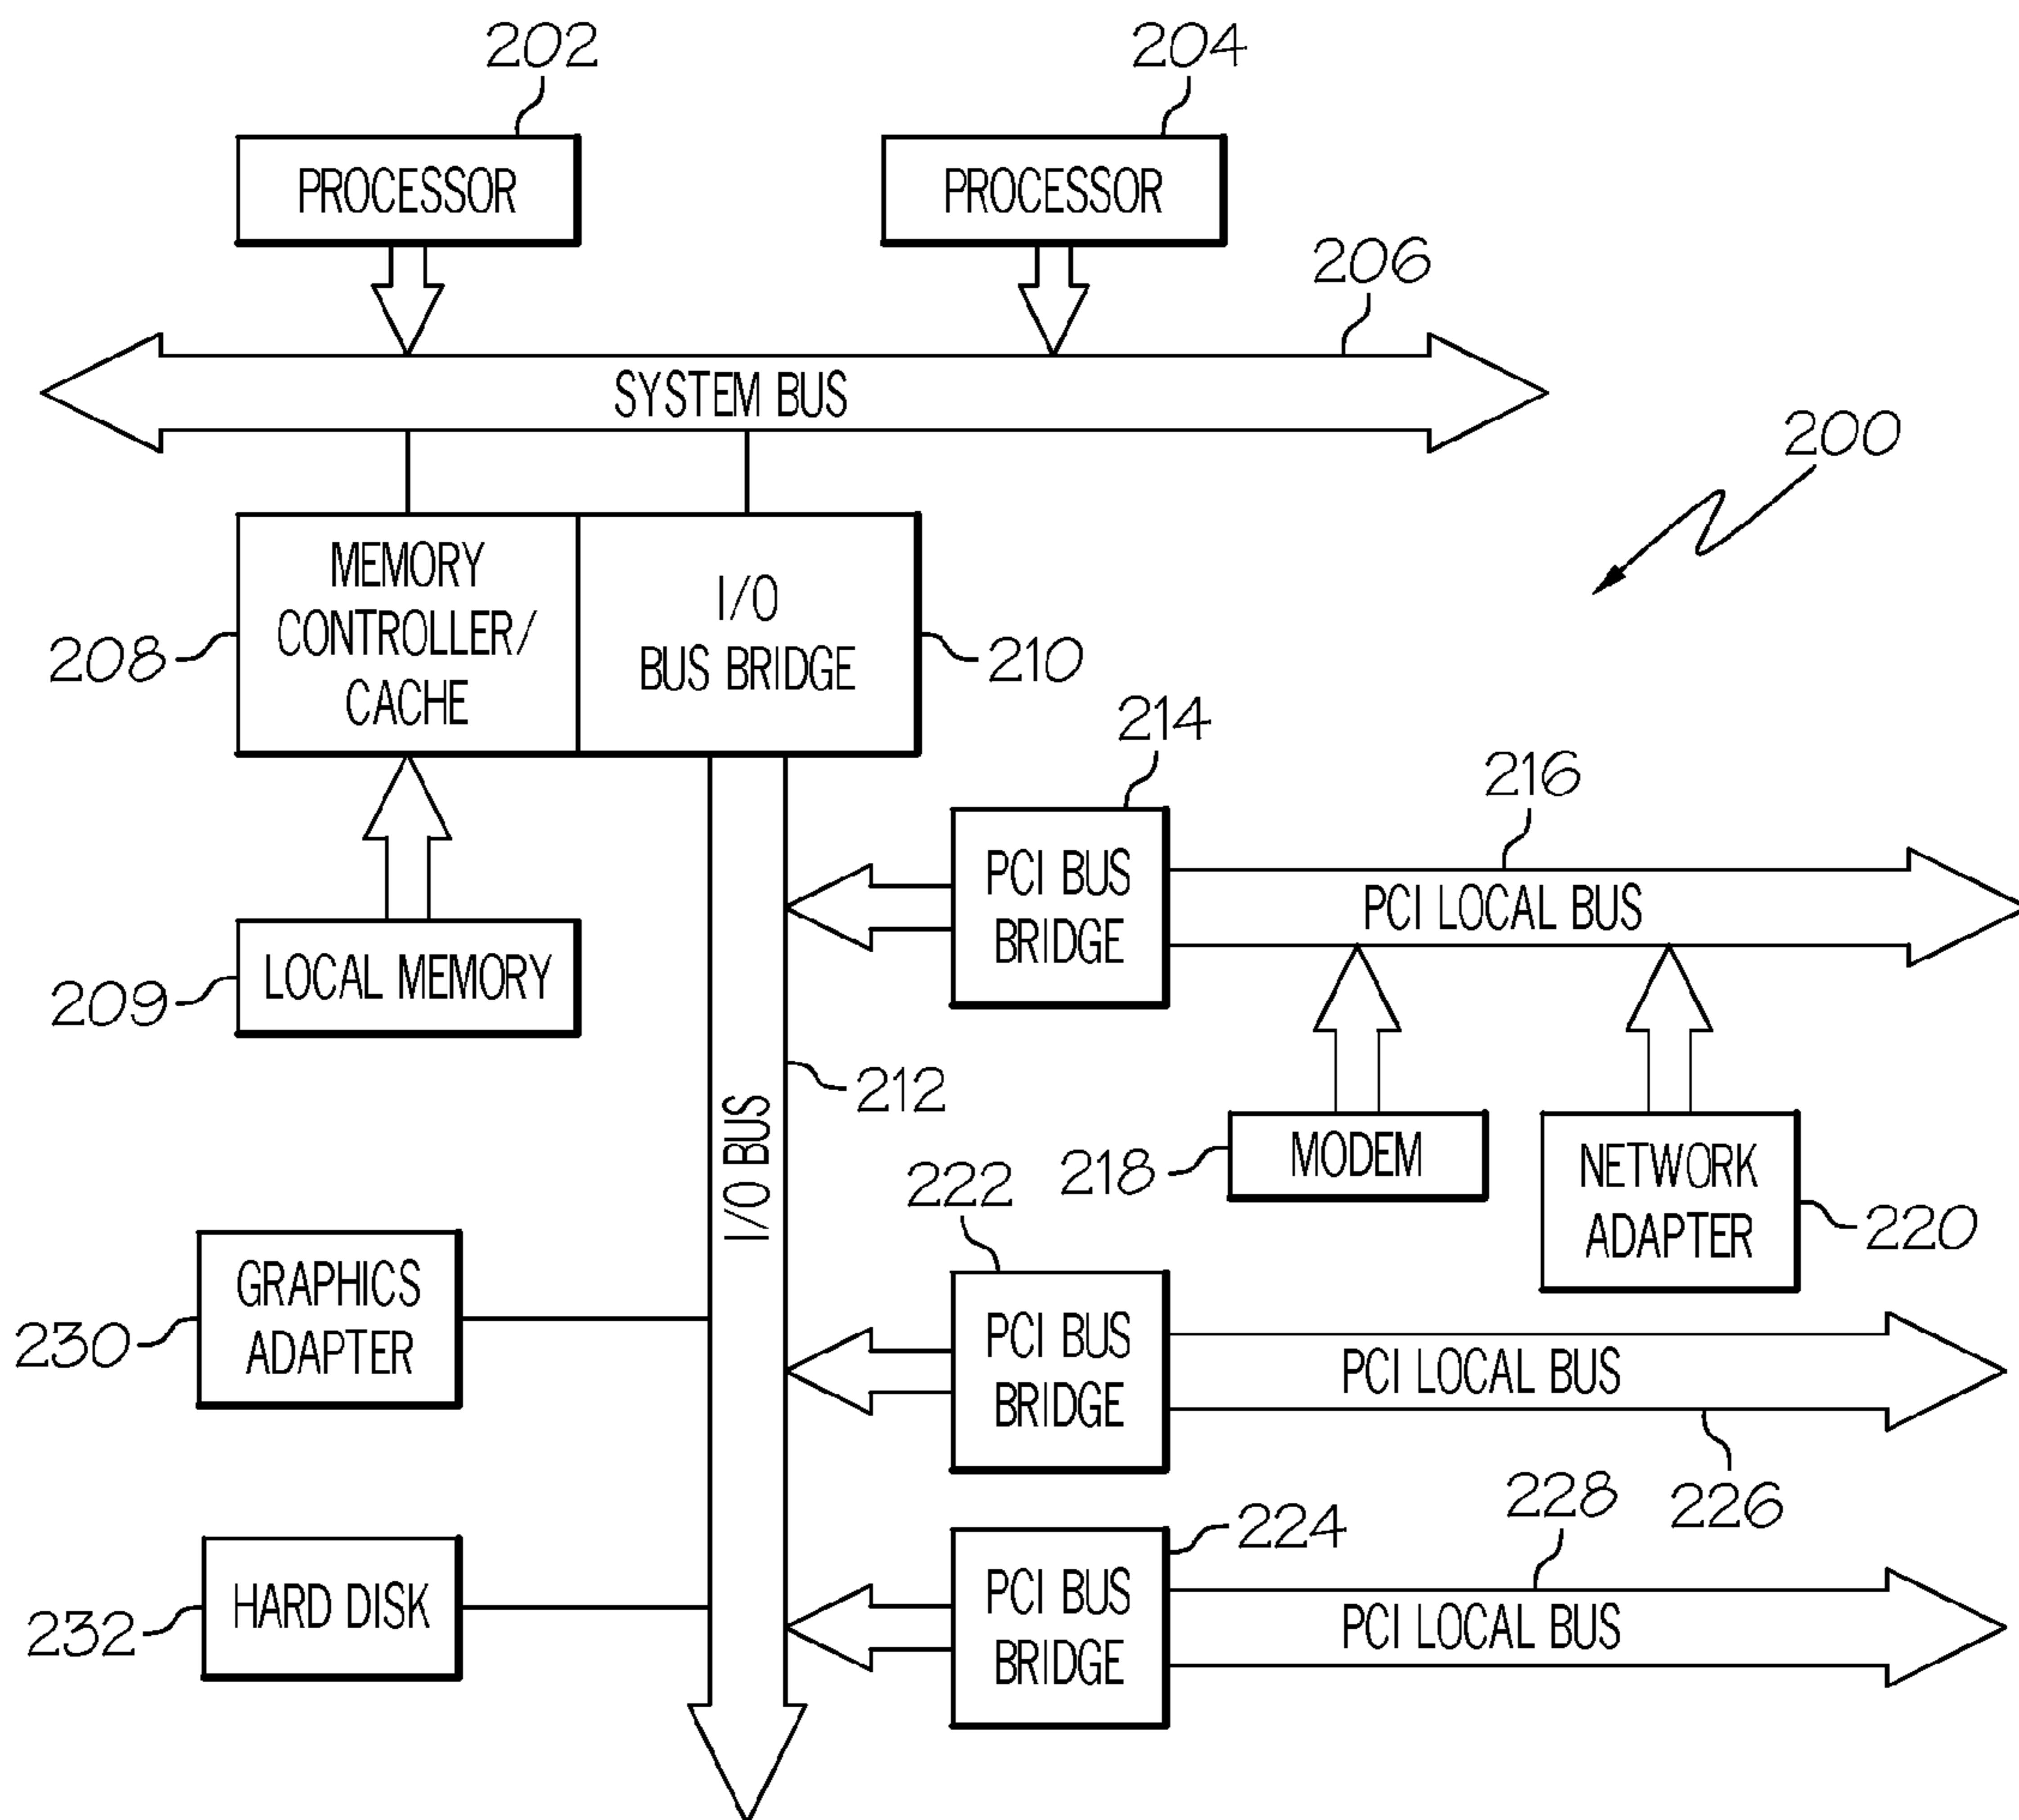 202
204
PROCESSOR
PROCESSOR
206
SYSTEM BUS
200
MEMORY
CONTROLLER/
CACHE
208
I/O
BUS BRIDGE
210
214
216
PCI BUS
BRIDGE
PCI LOCAL BUS
LOCAL MEMORY
209
212
I/O BUS
MODEM
218
NETWORK
ADAPTER
220
222
GRAPHICS
ADAPTER
230
PCI BUS
BRIDGE
PCI LOCAL BUS
226
228
224
HARD DISK
232
PCI BUS
BRIDGE
PCI LOCAL BUS